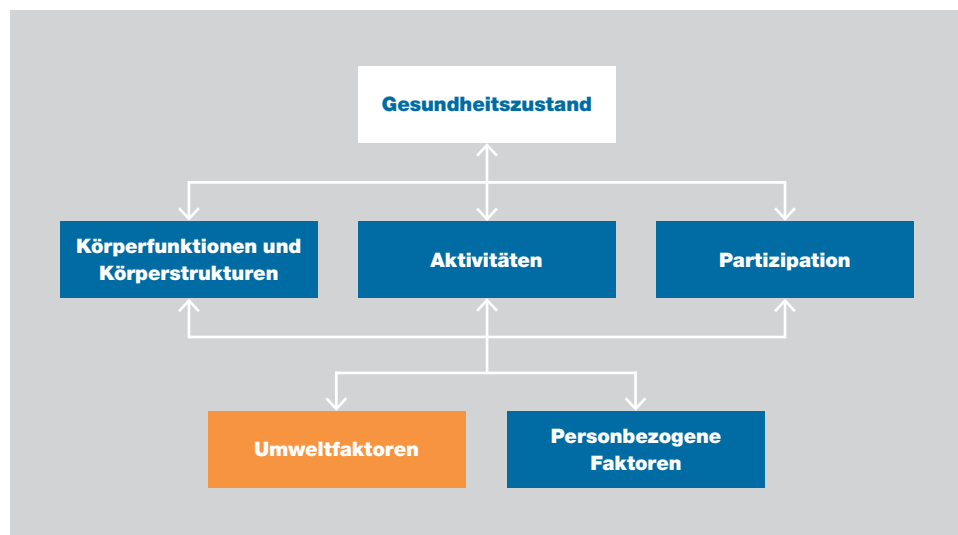 Gesundheitszustand
Körperfunktionen und
Körperstrukturen
Aktivitäten
Partizipation
Umweltfaktoren
Personbezogene
Faktoren